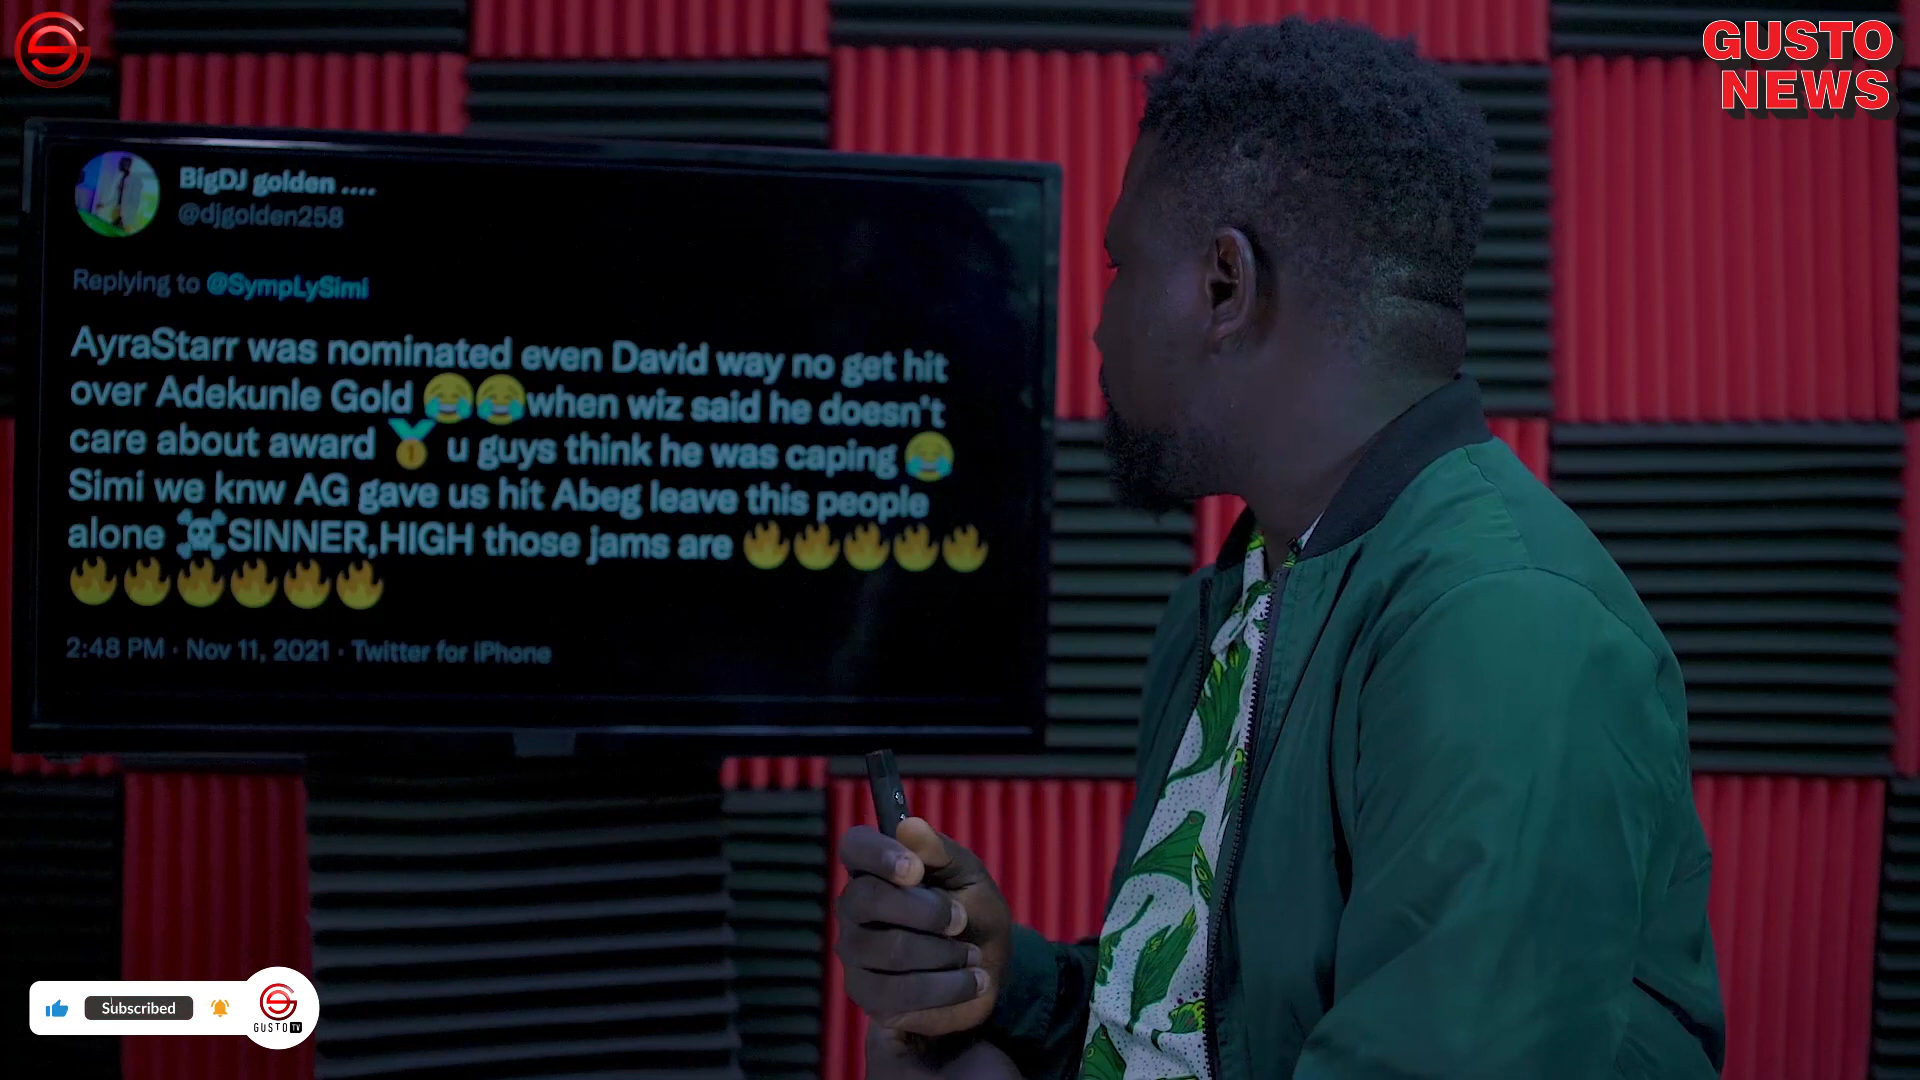 GUSTO
NEWS
BigDJ golden ....
@djgolden258
Replying to @SympLySimi
AyraStarr was nominated even David way no get hit
over Adekunle Gold 😂😂when wiz said he doesn't
care about award 🏅 u guys think he was caping 😂
Simi we knw AG gave us hit Abeg leave this people
alone ☠️SINNER,HIGH those jams are 🔥🔥🔥🔥🔥
🔥🔥🔥🔥🔥🔥
2:48 PM · Nov 11, 2021 · Twitter for iPhone
Subscribed
GUSTO TV